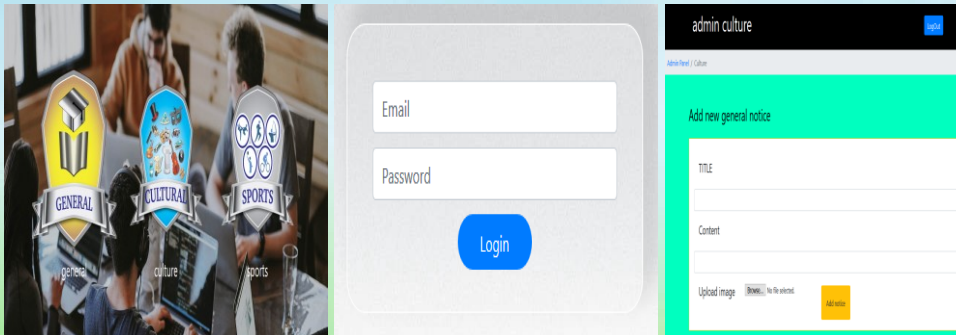 GENERAL
CULTURAL
SPORTS
general
culture
sports
Email
Password
Login
admin culture
LogOut
Admin Panel / Culture
Add new general notice
TITLE
Content
Upload image Browse... No file selected.
Add notice